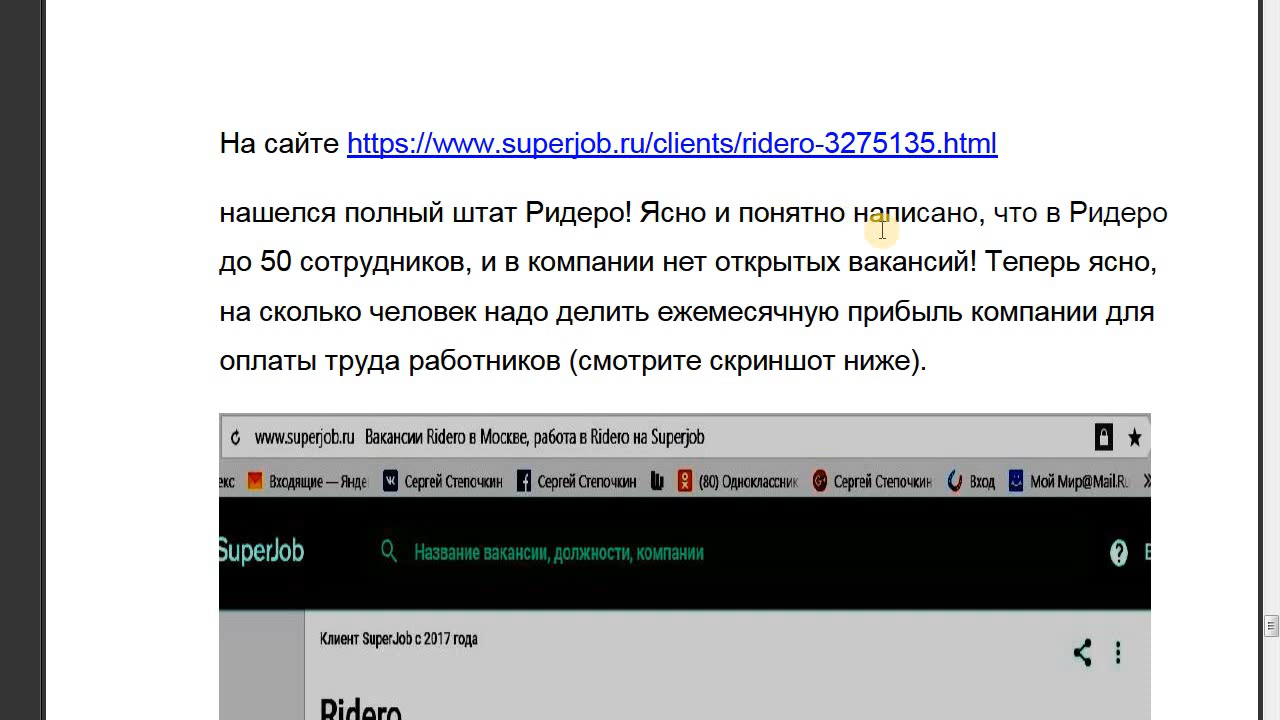 На сайте https://www.superjob.ru/clients/ridero-3275135.html
нашелся полный штат Ридеро! Ясно и понятно написано, что в Ридеро
до 50 сотрудников, и в компании нет открытых вакансий! Теперь ясно,
на сколько человек надо делить ежемесячную прибыль компании для
оплаты труда работников (смотрите скриншот ниже).
www.superjob.ru Вакансии Ridero в Москве, работа в Ridero на Superjob
екс Входящие — Янде Сергей Степочкин Сергей Степочкин (80) Одноклассник Сергей Степочкин Вход Мой Мир@Mail.Ru »
SuperJob Название вакансии, должности, компании
Клиент SuperJob с 2017 года
Ridero